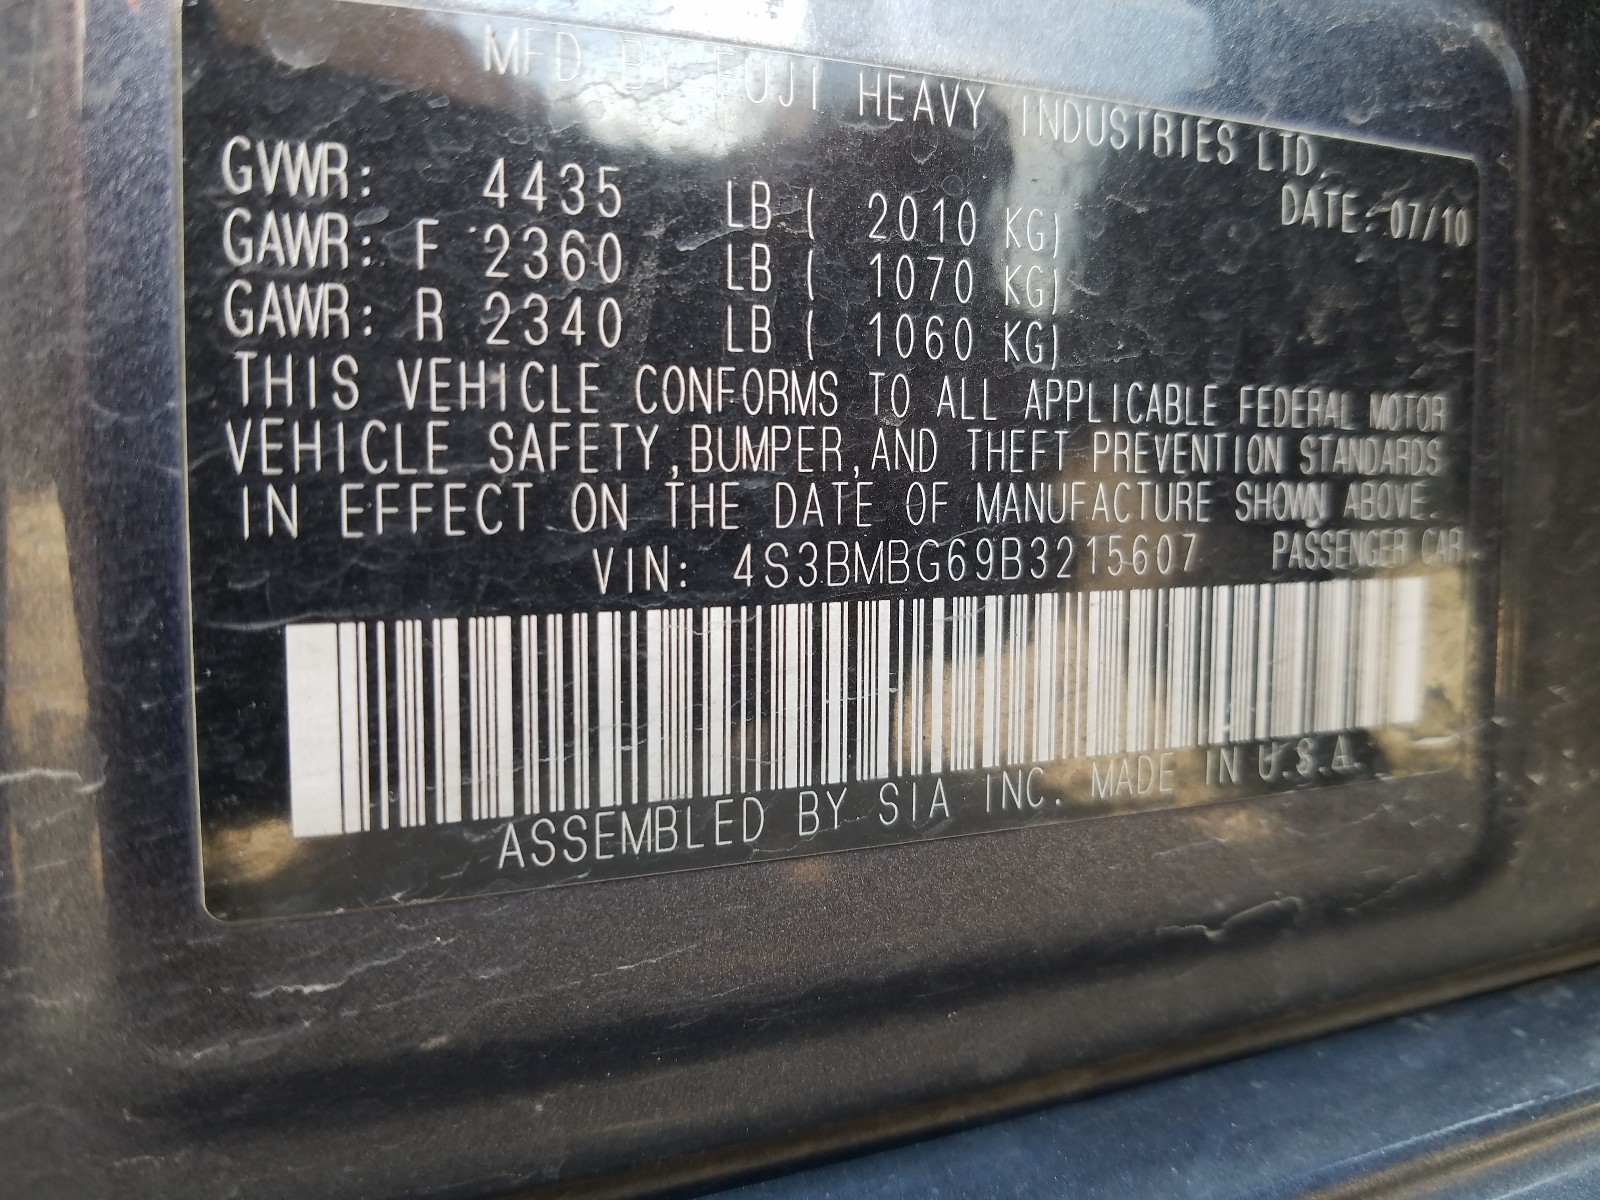 MFD BY FUJI HEAVY INDUSTRIES LTD.
DATE: 07/10
GVWR: 4435 LB ( 2010 KG)
GAWR: F 2360 LB ( 1070 KG)
GAWR: R 2340 LB ( 1060 KG)
THIS VEHICLE CONFORMS TO ALL APPLICABLE FEDERAL MOTOR
VEHICLE SAFETY, BUMPER, AND THEFT PREVENTION STANDARDS
IN EFFECT ON THE DATE OF MANUFACTURE SHOWN ABOVE.
VIN: 4S3BMBG69B3215607 PASSENGER CAR
ASSEMBLED BY SIA INC. MADE IN U.S.A.